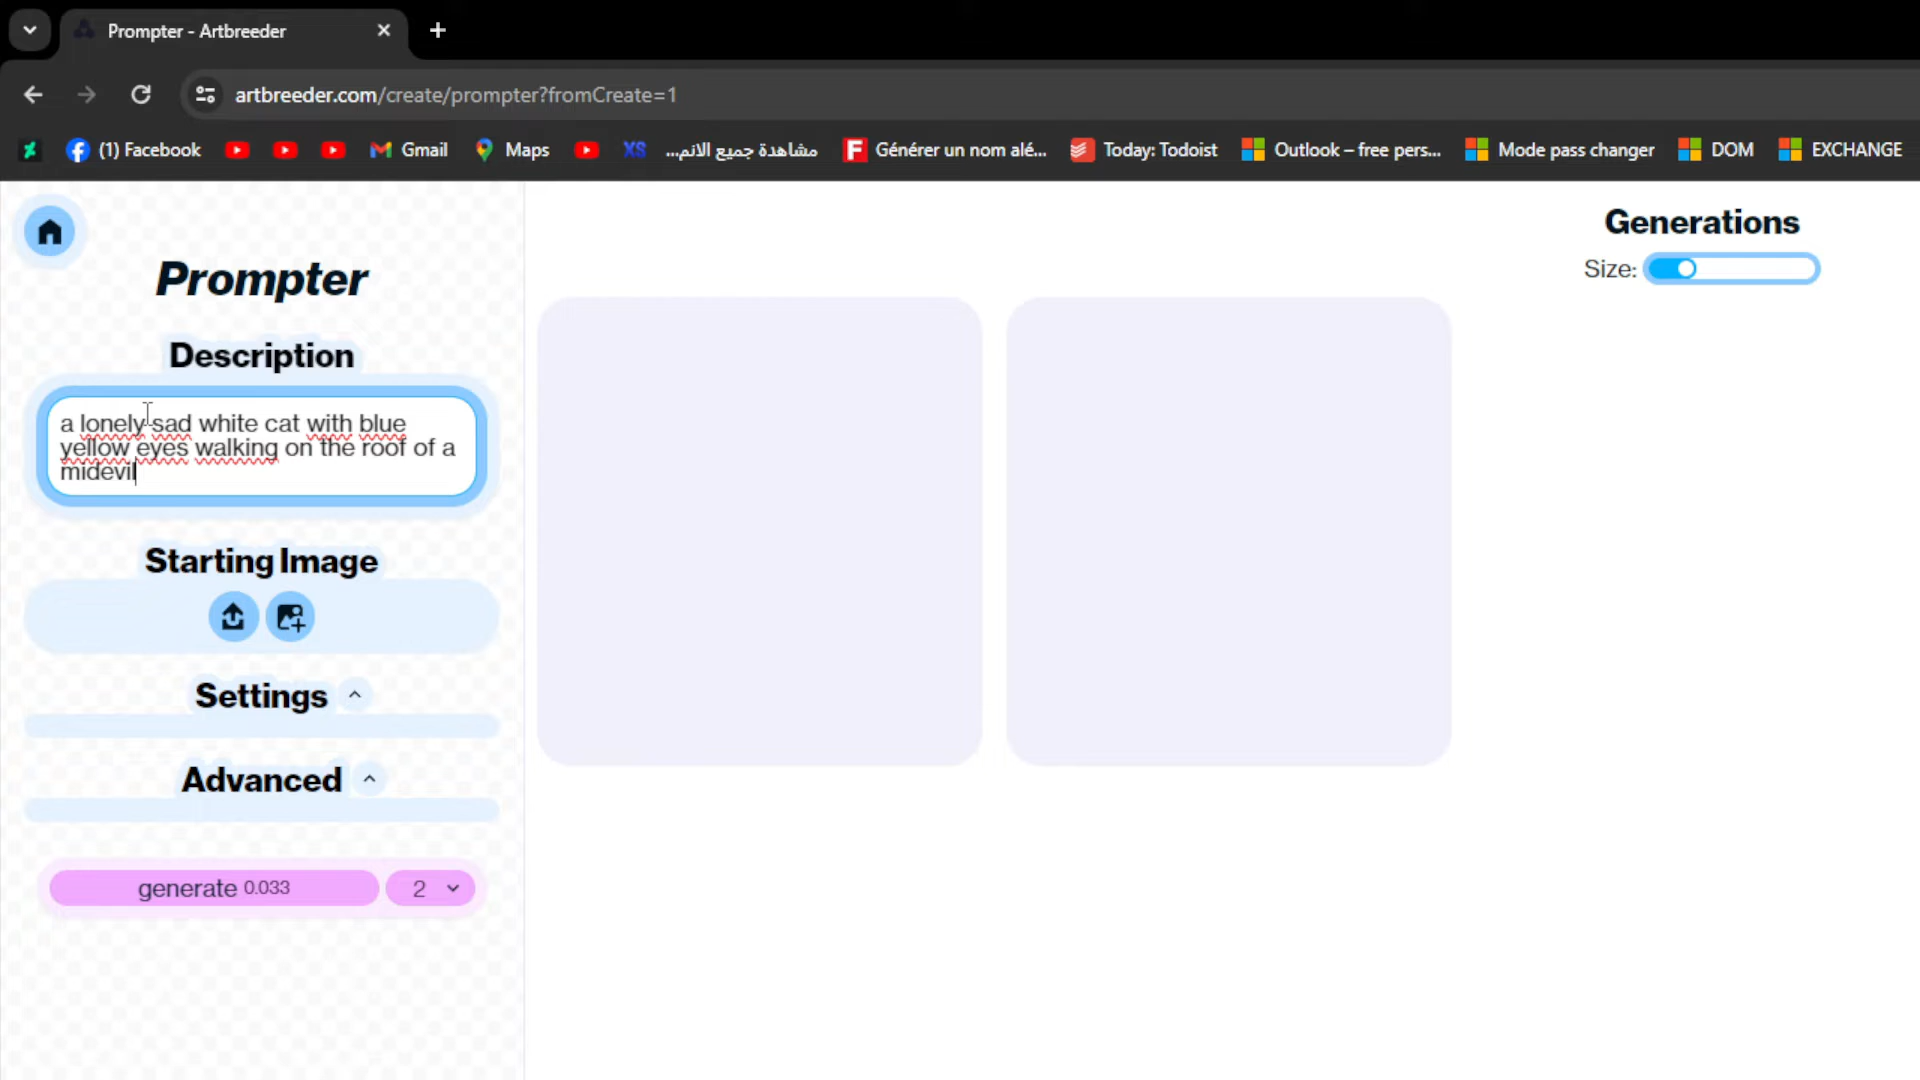 Prompter - Artbreeder
artbreeder.com/create/prompter?fromCreate=1
(1) Facebook
Gmail
Maps
XS
مشاهدة جميع الانم...
Générer un nom alé...
Today: Todoist
Outlook – free pers...
Mode pass changer
DOM
EXCHANGE
Prompter
Description
a lonely sad white cat with blue
yellow eyes walking on the roof of a
midevil
Starting Image
Settings
Advanced
generate 0.033
2
Generations
Size: